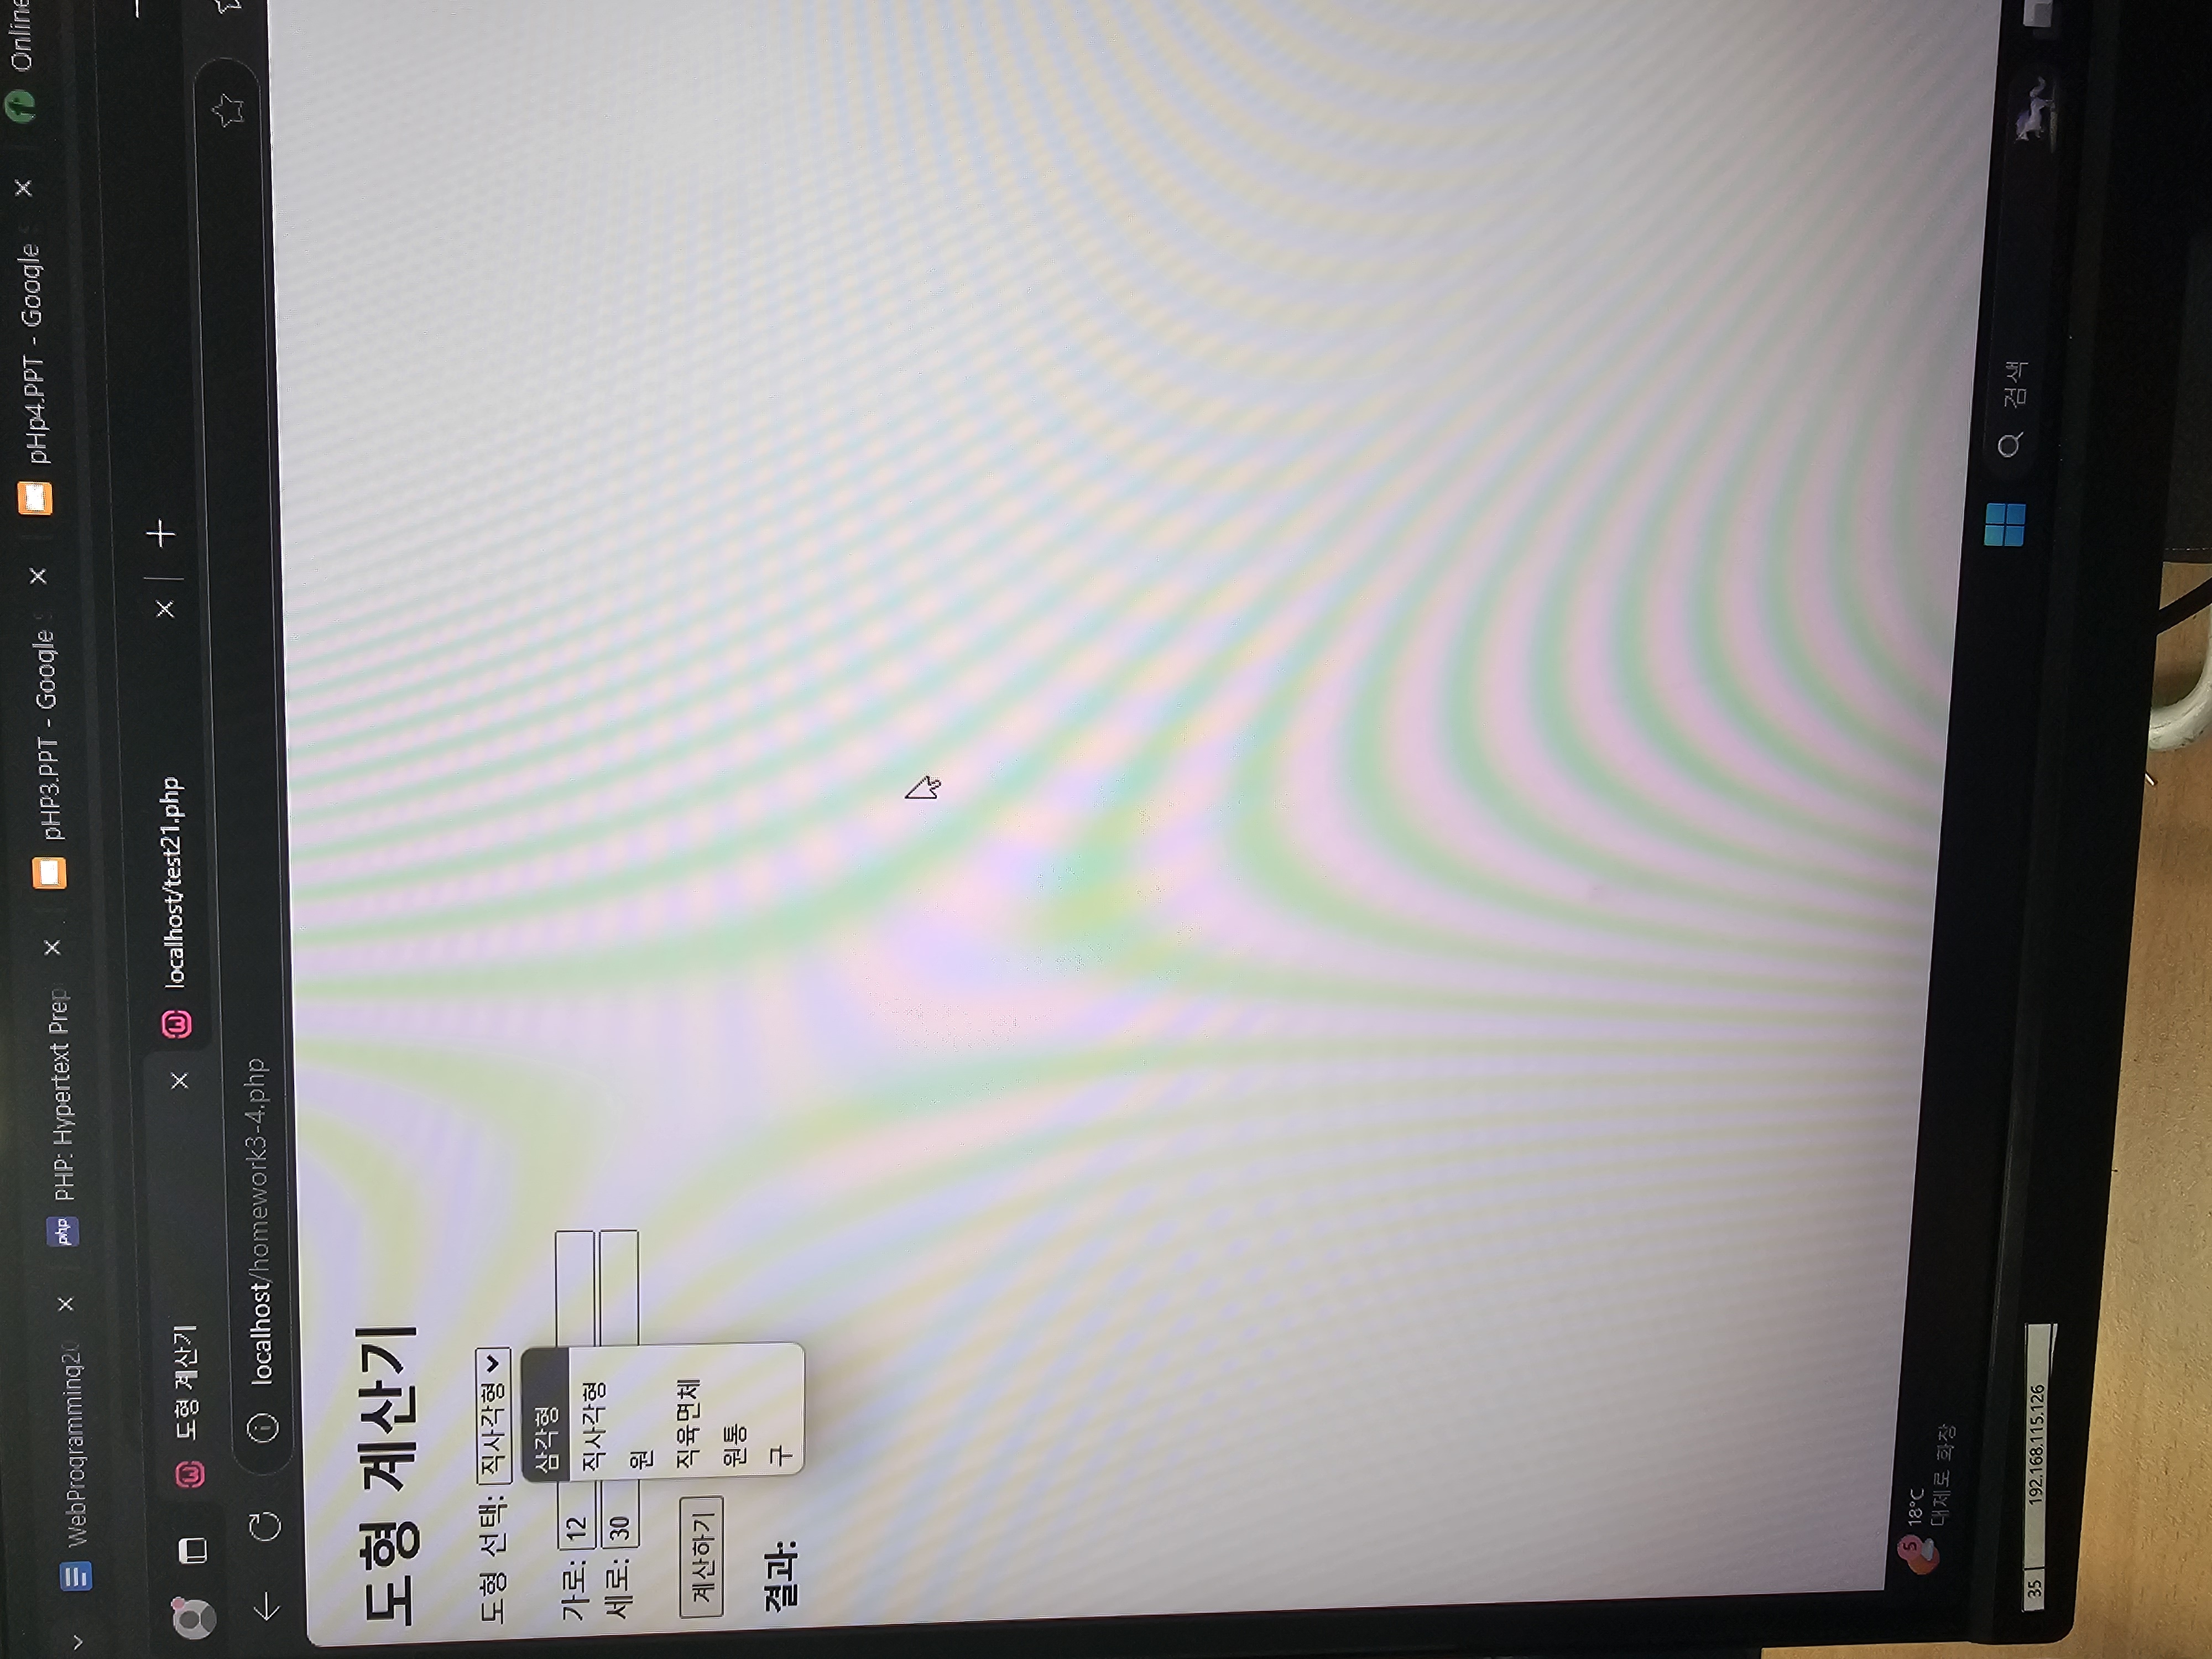 WebProgramming20
php PHP: Hypertext Prep
pHP3.PPT - Google
pHp4.PPT - Google
Online
도형 계산기
localhost/test21.php
localhost/homework3-4.php
도형 계산기
도형 선택: 직사각형
삼각형
가로: 12
직사각형
세로: 30
원
직육면체
계산하기
원통
결과:
구
5
18°C
대체로 화창
검색
35 192.168.115.126